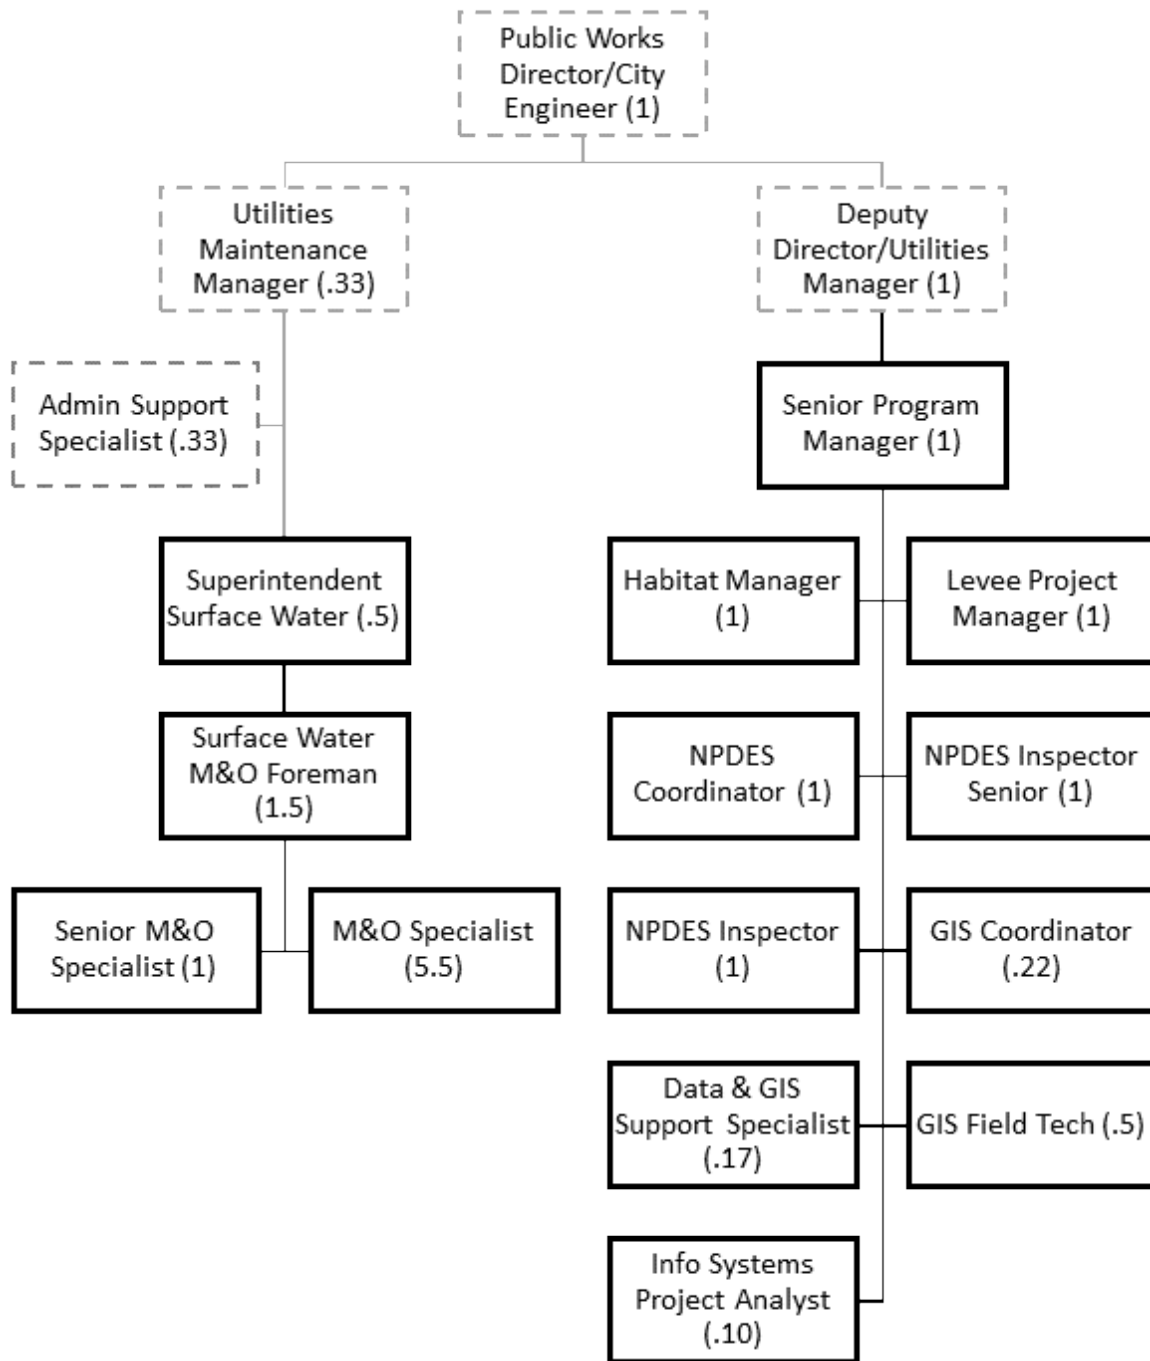 Public Works
Director/City
Engineer (1)
Utilities
Maintenance
Manager (.33)
Deputy
Director/Utilities
Manager (1)
Admin Support
Specialist (.33)
Senior Program
Manager (1)
Superintendent
Surface Water (.5)
Habitat Manager
(1)
Levee Project
Manager (1)
Surface Water
M&O Foreman
(1.5)
NPDES
Coordinator (1)
NPDES Inspector
Senior (1)
Senior M&O
Specialist (1)
M&O Specialist
(5.5)
NPDES Inspector
(1)
GIS Coordinator
(.22)
Data & GIS
Support Specialist
(.17)
GIS Field Tech (.5)
Info Systems
Project Analyst
(.10)